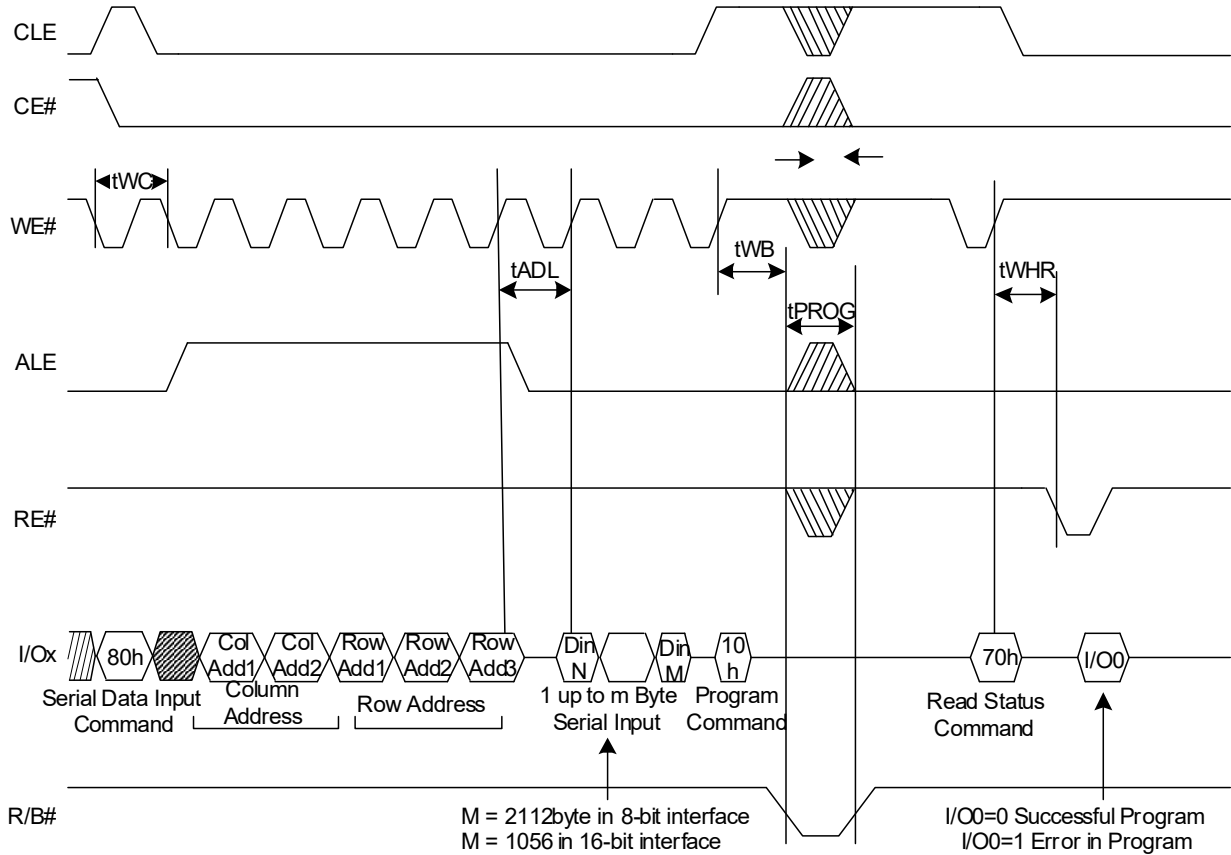 CLE
CE#
tWC
WE#
tADL
tWB
tWHR
tPROG
ALE
RE#
I/Ox
80h
Col Add1
Col Add2
Row Add1
Row Add2
Row Add3
Din N
Din M
10 h
70h
I/O0
Serial Data Input
Command
Column
Address
Row Address
1 up to m Byte
Serial Input
Program
Command
Read Status
Command
R/B#
M = 2112byte in 8-bit interface
M = 1056 in 16-bit interface
I/O0=0 Successful Program
I/O0=1 Error in Program